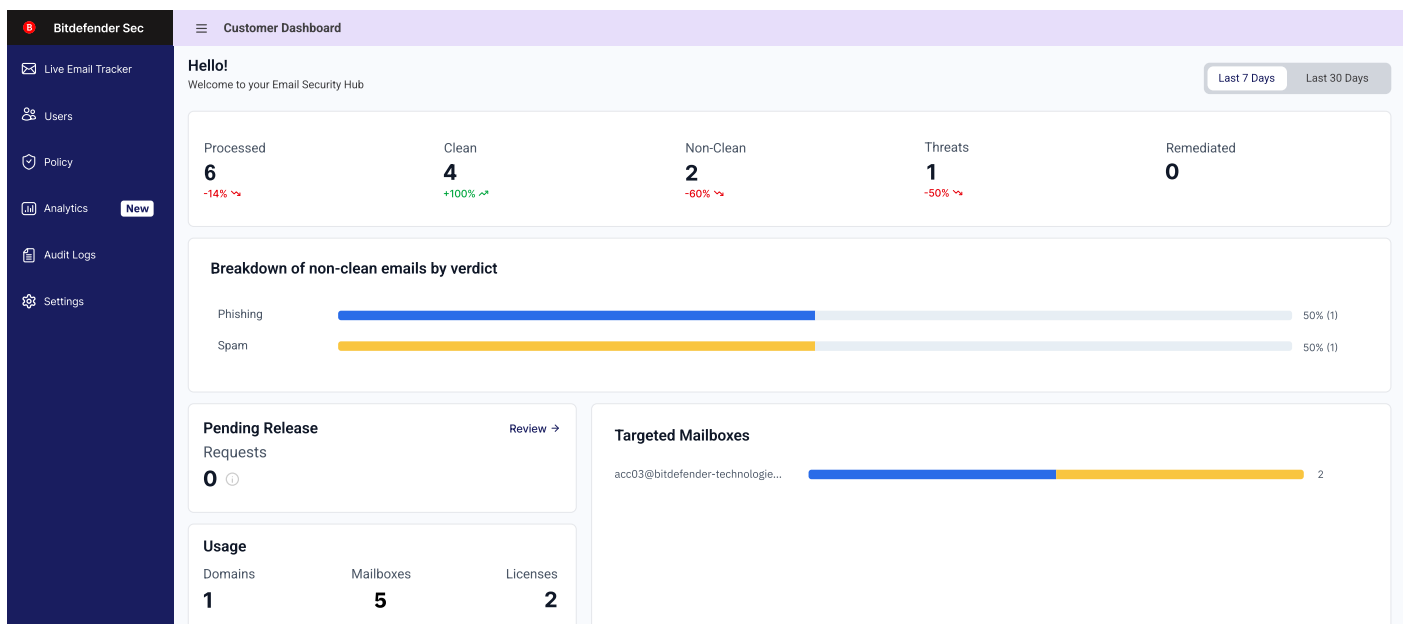 B Bitdefender Sec
Customer Dashboard
Live Email Tracker
Users
Policy
Analytics New
Audit Logs
Settings
Hello!
Welcome to your Email Security Hub
Last 7 Days Last 30 Days
Processed
6
-14%
Clean
4
+100%
Non-Clean
2
-60%
Threats
1
-50%
Remediated
0
Breakdown of non-clean emails by verdict
Phishing 50% (1)
Spam 50% (1)
Pending Release Review →
Requests
0
Targeted Mailboxes
acc03@bitdefender-technologie... 2
Usage
Domains Mailboxes Licenses
1 5 2